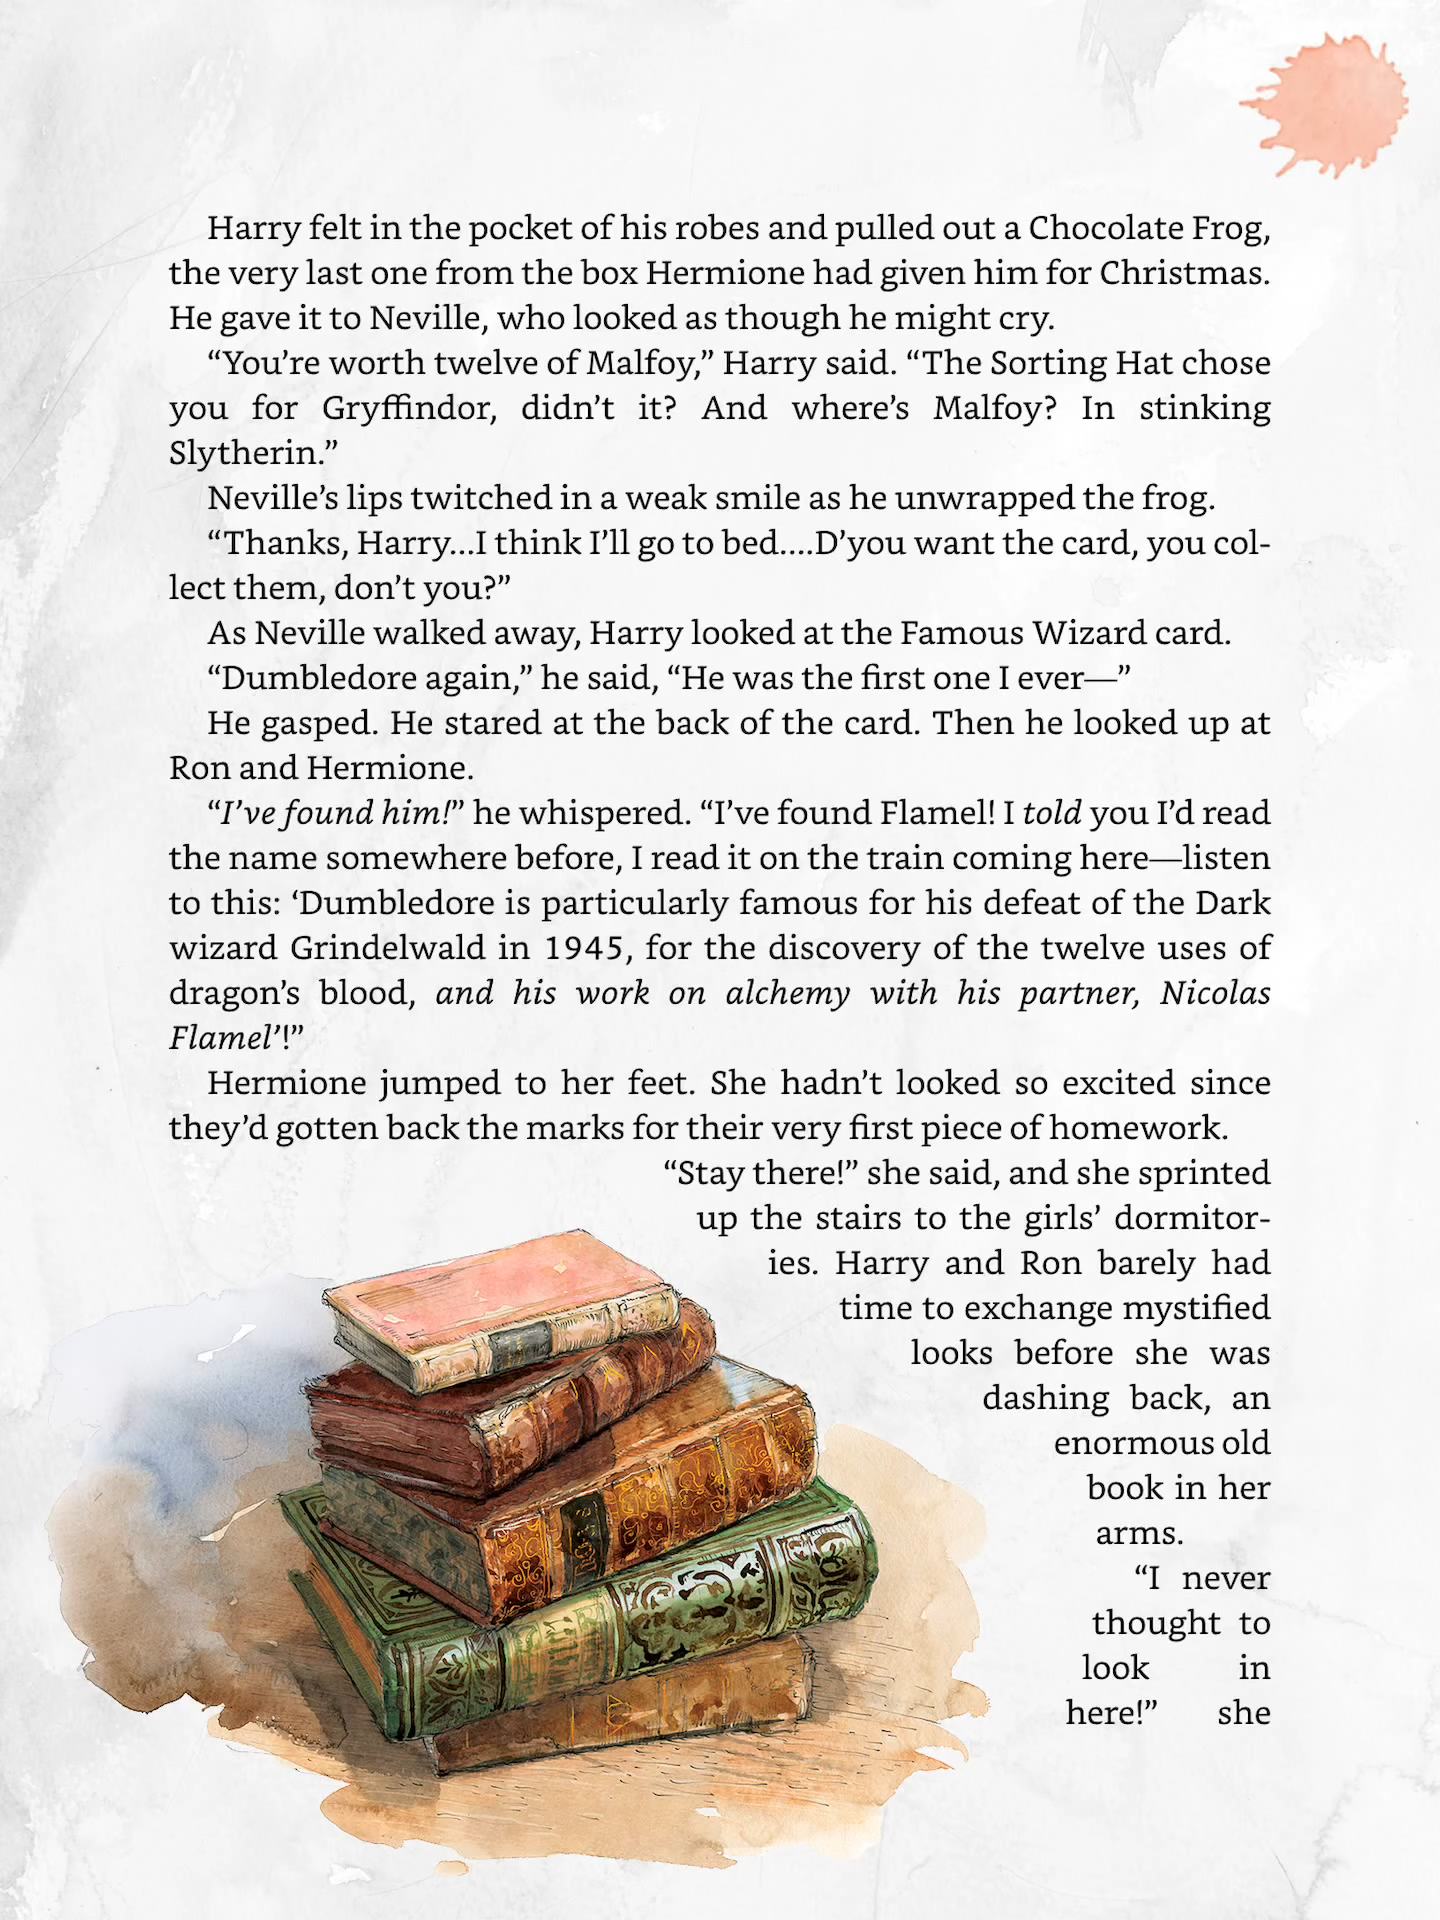 Harry felt in the pocket of his robes and pulled out a Chocolate Frog,
the very last one from the box Hermione had given him for Christmas.
He gave it to Neville, who looked as though he might cry.
“You’re worth twelve of Malfoy,” Harry said. “The Sorting Hat chose
you for Gryffindor, didn’t it? And where’s Malfoy? In stinking
Slytherin.”
Neville’s lips twitched in a weak smile as he unwrapped the frog.
“Thanks, Harry...I think I’ll go to bed....D’you want the card, you col-
lect them, don’t you?”
As Neville walked away, Harry looked at the Famous Wizard card.
“Dumbledore again,” he said, “He was the first one I ever—”
He gasped. He stared at the back of the card. Then he looked up at
Ron and Hermione.
“I’ve found him!” he whispered. “I’ve found Flamel! I told you I’d read
the name somewhere before, I read it on the train coming here—listen
to this: ‘Dumbledore is particularly famous for his defeat of the Dark
wizard Grindelwald in 1945, for the discovery of the twelve uses of
dragon’s blood, and his work on alchemy with his partner, Nicolas
Flamel’!”
Hermione jumped to her feet. She hadn’t looked so excited since
they’d gotten back the marks for their very first piece of homework.
“Stay there!” she said, and she sprinted
up the stairs to the girls’ dormitor-
ies. Harry and Ron barely had
time to exchange mystified
looks before she was
dashing back, an
enormous old
book in her
arms.
“I never
thought to
look in
here!” she